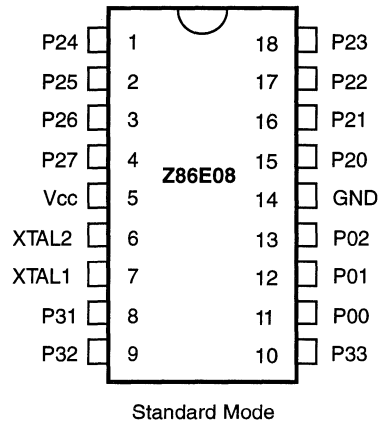 P24 1 18 P23
P25 2 17 P22
P26 3 16 P21
P27 4 15 P20
Z86E08
Vcc 5 14 GND
XTAL2 6 13 P02
XTAL1 7 12 P01
P31 8 11 P00
P32 9 10 P33
Standard Mode